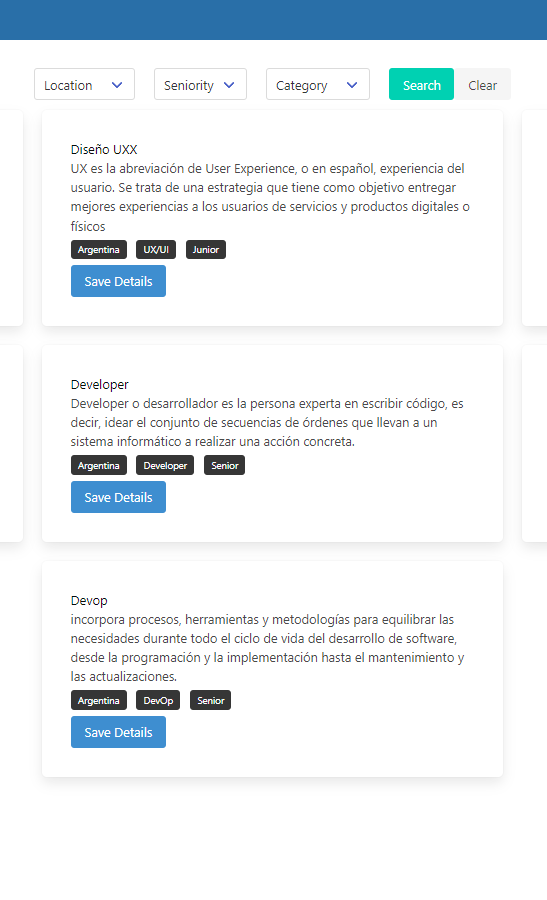 Location Seniority Category Search Clear
Diseño UXX
UX es la abreviación de User Experience, o en español, experiencia del
usuario. Se trata de una estrategia que tiene como objetivo entregar
mejores experiencias a los usuarios de servicios y productos digitales o
físicos
Argentina UX/UI Junior
Save Details
Developer
Developer o desarrollador es la persona experta en escribir código, es
decir, idear el conjunto de secuencias de órdenes que llevan a un
sistema informático a realizar una acción concreta.
Argentina Developer Senior
Save Details
Devop
incorpora procesos, herramientas y metodologías para equilibrar las
necesidades durante todo el ciclo de vida del desarrollo de software,
desde la programación y la implementación hasta el mantenimiento y
las actualizaciones.
Argentina DevOp Senior
Save Details